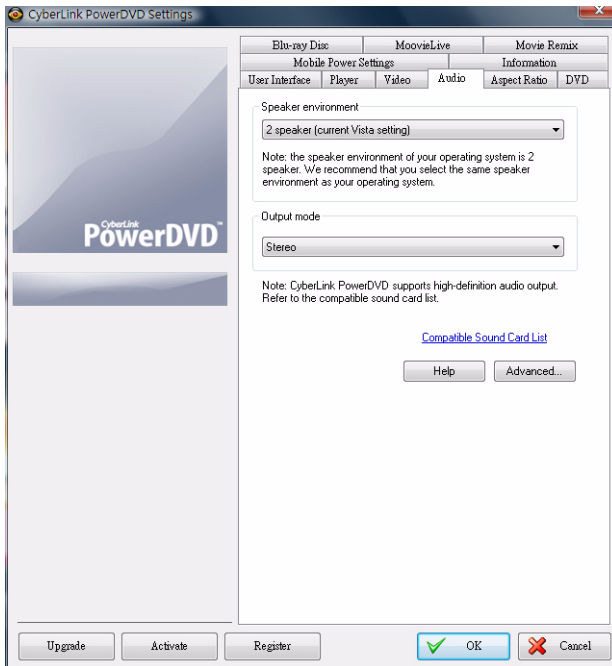 CyberLink PowerDVD Settings
CyberLink
PowerDVD™
Blu-ray Disc
MoovieLive
Movie Remix
Mobile Power Settings
Information
User Interface
Player
Video
Audio
Aspect Ratio
DVD
Speaker environment
2 speaker (current Vista setting)
Note: the speaker environment of your operating system is 2
speaker. We recommend that you select the same speaker
environment as your operating system.
Output mode
Stereo
Note: CyberLink PowerDVD supports high-definition audio output.
Refer to the compatible sound card list.
Compatible Sound Card List
Help
Advanced...
Upgrade
Activate
Register
OK
Cancel